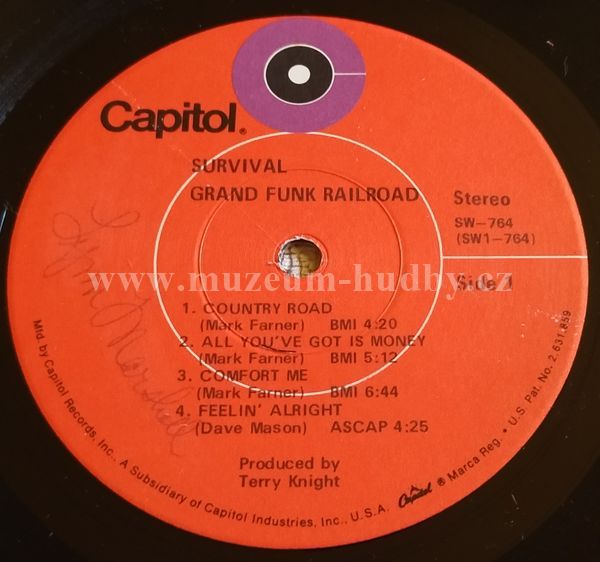 Capitol®
SURVIVAL
GRAND FUNK RAILROAD
Stereo
SW-764
(SW1-764)
Side 1
www.muzeum-hudby.cz
1. COUNTRY ROAD
(Mark Farner) BMI 4:20
2. ALL YOU'VE GOT IS MONEY
(Mark Farner) BMI 5:12
3. COMFORT ME
(Mark Farner) BMI 6:44
4. FEELIN' ALRIGHT
(Dave Mason) ASCAP 4:25
Produced by
Terry Knight
Mfd. by Capitol Records, Inc., A Subsidiary of Capitol Industries, Inc., U.S.A. Capitol ® Marca Reg. • U.S. Pat. No. 2,631,859